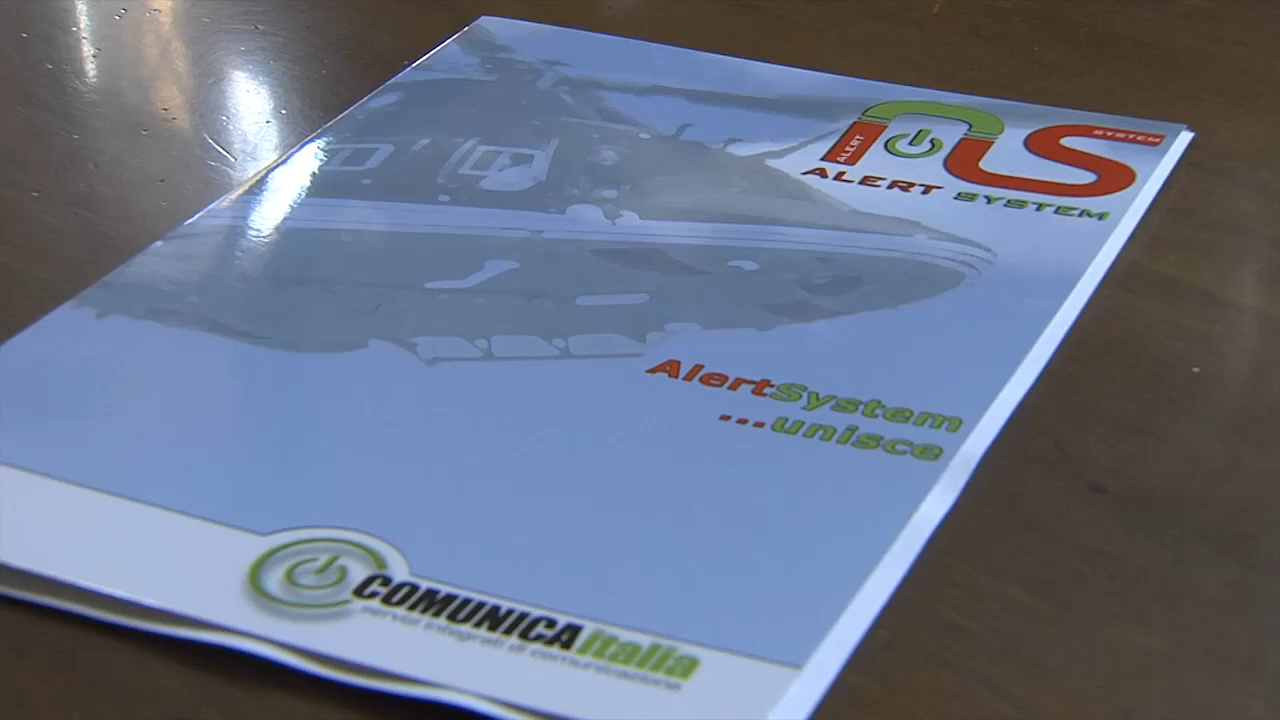 ALERT
SYSTEM
ALERT SYSTEM
AlertSystem
...unisce
COMUNICAitalia
servizi integrati di comunicazione